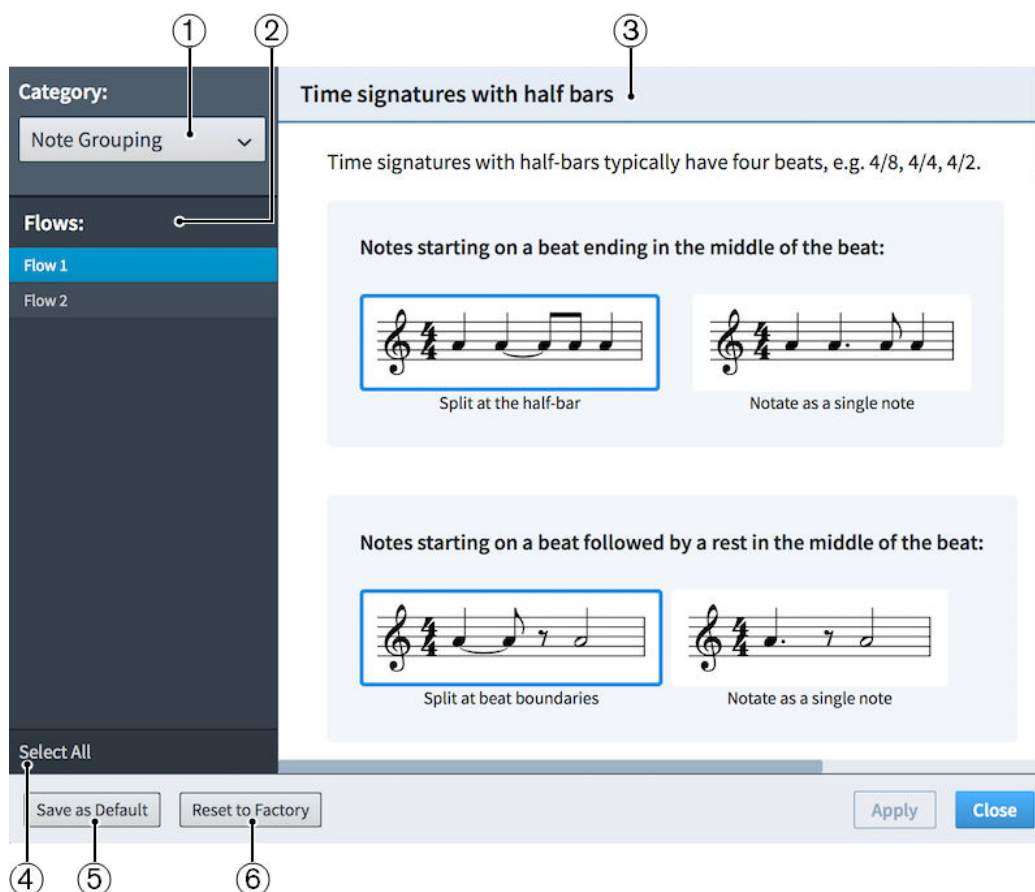 ① ② ③
Category:
Note Grouping
Flows:
Flow 1
Flow 2
Select All
Time signatures with half bars
Time signatures with half-bars typically have four beats, e.g. 4/8, 4/4, 4/2.
Notes starting on a beat ending in the middle of the beat:
4 4
4 4
Split at the half-bar
Notate as a single note
Notes starting on a beat followed by a rest in the middle of the beat:
4 4
4 4
Split at beat boundaries
Notate as a single note
Save as Default
Reset to Factory
Apply
Close
④ ⑤ ⑥